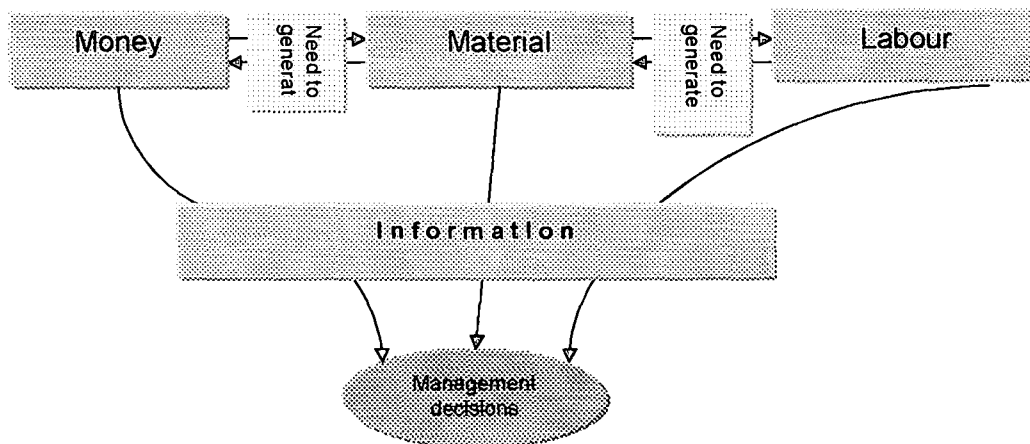 Money
Need to
generat
Material
Need to
generate
Labour
Information
Management
decisions